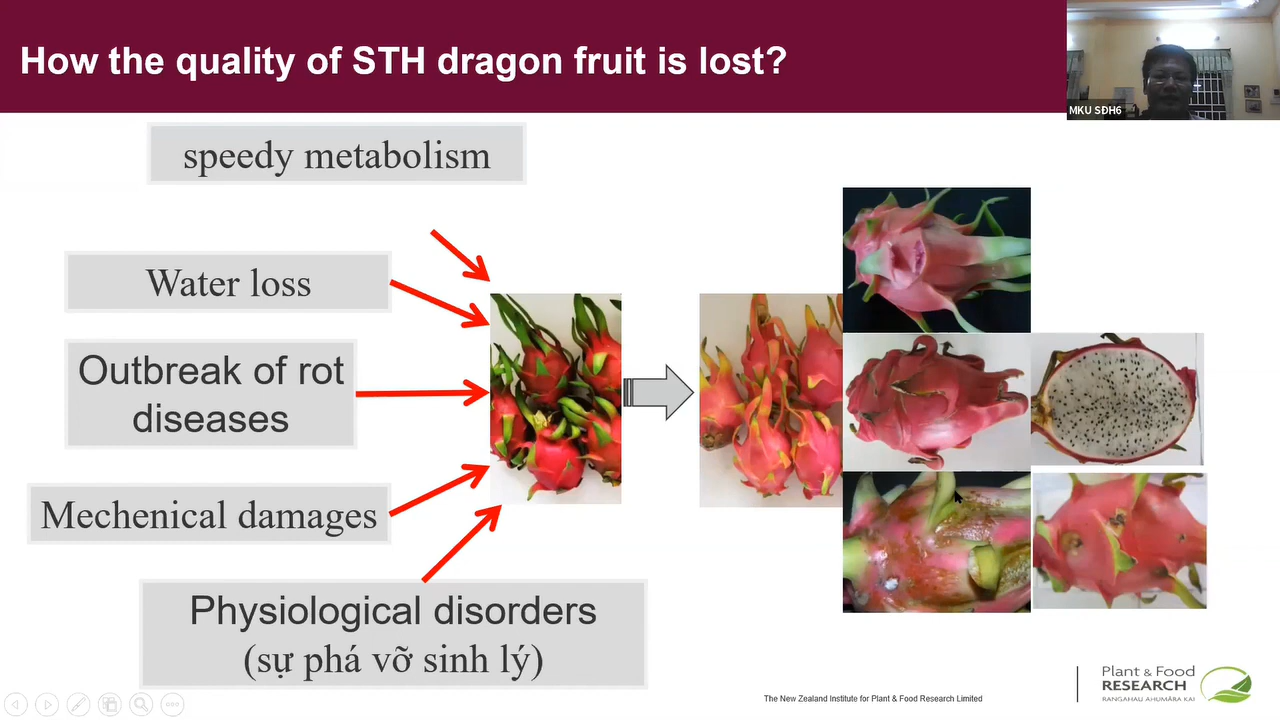 How the quality of STH dragon fruit is lost?
MKU SĐH6
speedy metabolism
Water loss
Outbreak of rot
diseases
Mechenical damages
Physiological disorders
(sự phá vỡ sinh lý)
The New Zealand Institute for Plant & Food Research Limited
Plant & Food
RESEARCH
RANGAHAU AHUMĀRA KAI